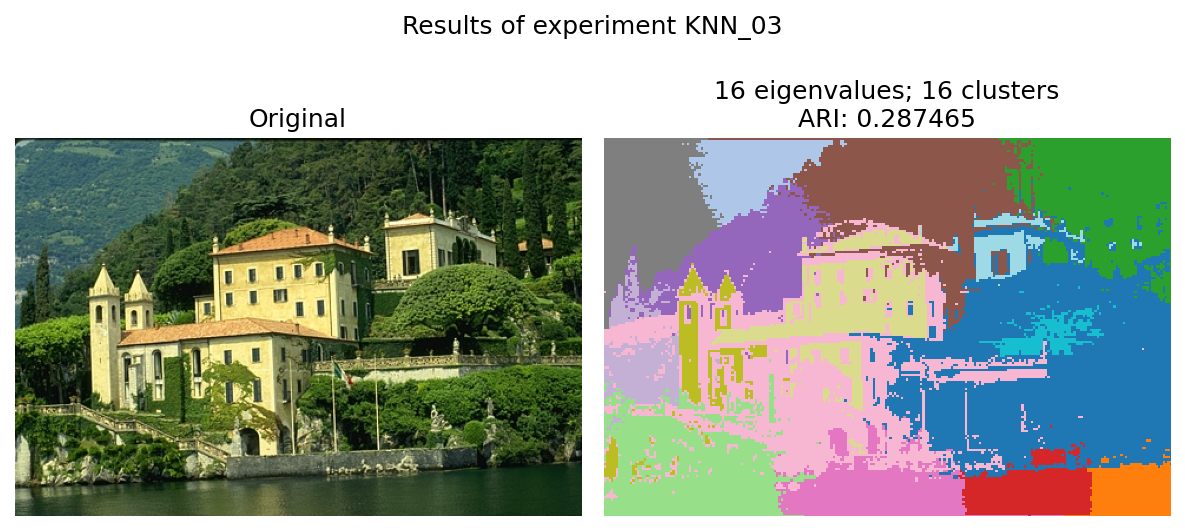 Results of experiment KNN_03
Original
16 eigenvalues; 16 clusters
ARI: 0.287465